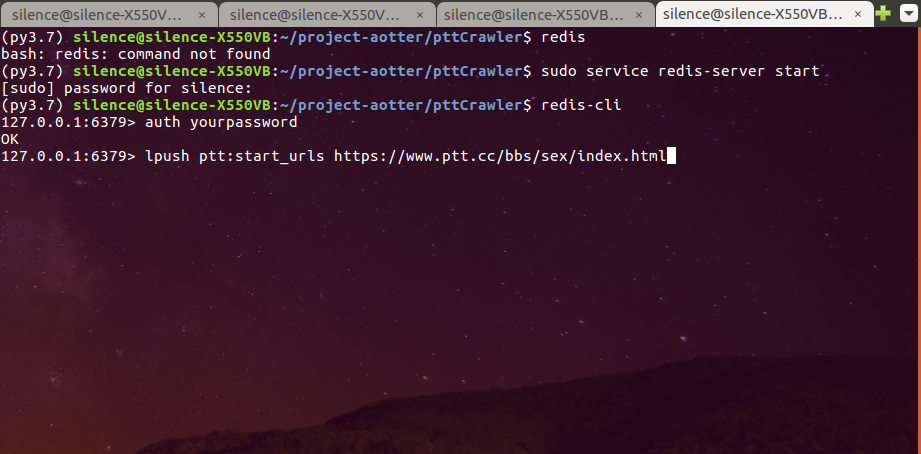 silence@silence-X550V... × silence@silence-X550V... × silence@silence-X550V... × silence@silence-X550VB... ×
(py3.7) silence@silence-X550VB:~/project-aotter/pttCrawler$ redis
bash: redis: command not found
(py3.7) silence@silence-X550VB:~/project-aotter/pttCrawler$ sudo service redis-server start
[sudo] password for silence:
(py3.7) silence@silence-X550VB:~/project-aotter/pttCrawler$ redis-cli
127.0.0.1:6379> auth yourpassword
OK
127.0.0.1:6379> lpush ptt:start_urls https://www.ptt.cc/bbs/sex/index.html